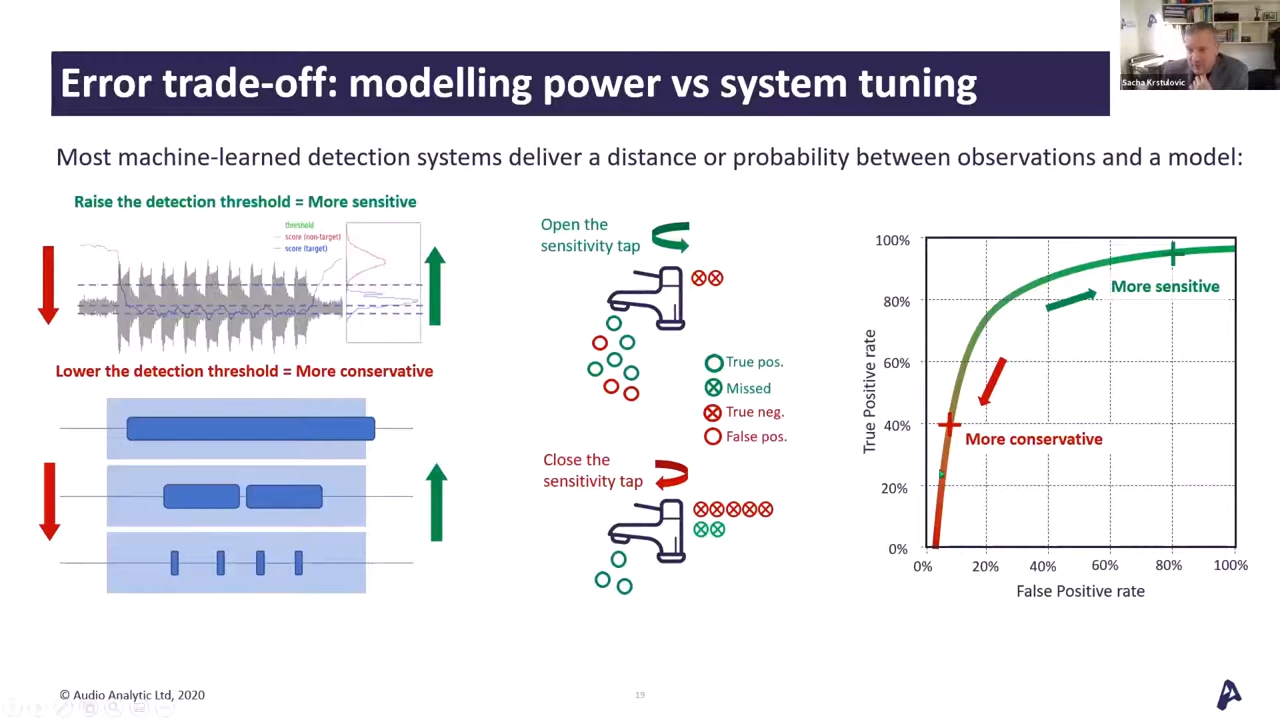 Error trade-off: modelling power vs system tuning
Sacha Krstulovic
Most machine-learned detection systems deliver a distance or probability between observations and a model:
Raise the detection threshold = More sensitive
threshold
score (non-target)
score (target)
Lower the detection threshold = More conservative
Open the
sensitivity tap
True pos.
Missed
True neg.
False pos.
Close the
sensitivity tap
True Positive rate
100%
80%
60%
40%
20%
0%
More sensitive
More conservative
0%
20%
40%
60%
80%
100%
False Positive rate
© Audio Analytic Ltd, 2020
19